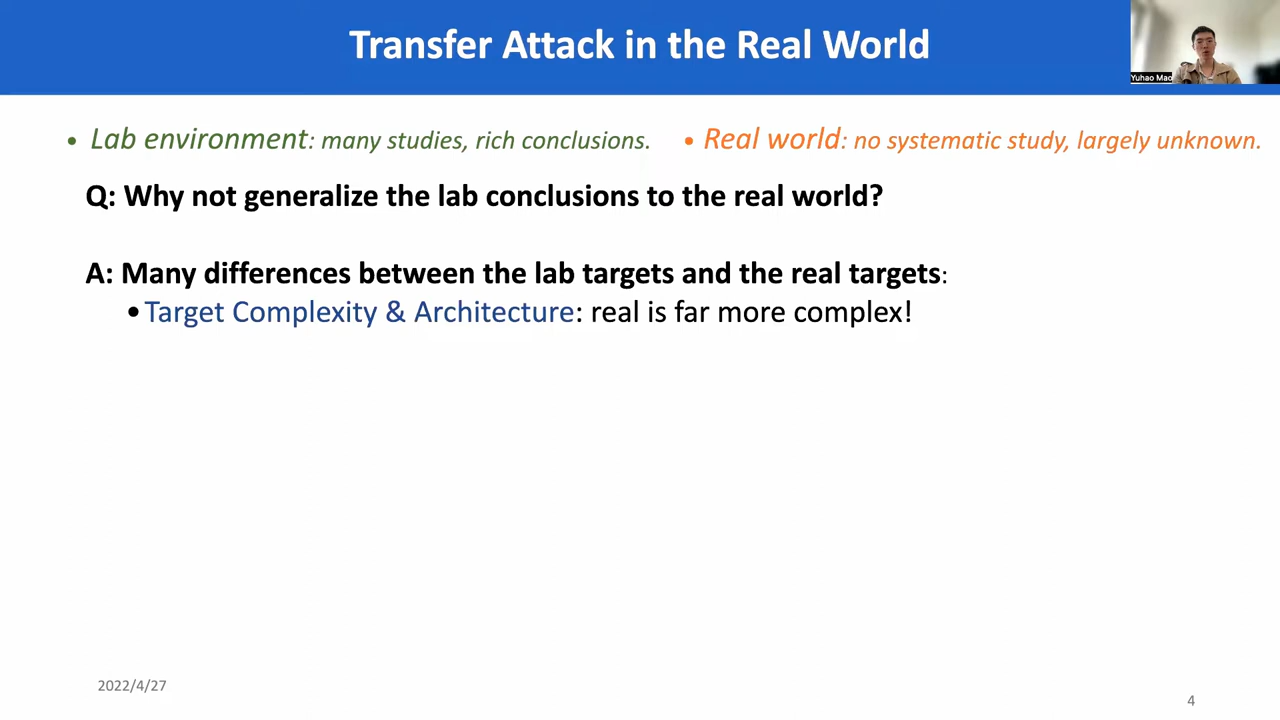 Transfer Attack in the Real World
Yuhao Mao
• Lab environment: many studies, rich conclusions.
• Real world: no systematic study, largely unknown.
Q: Why not generalize the lab conclusions to the real world?
A: Many differences between the lab targets and the real targets:
•Target Complexity & Architecture: real is far more complex!
2022/4/27
4